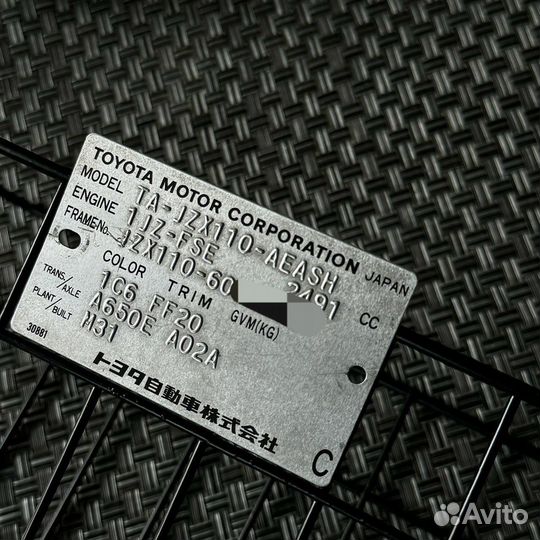 TOYOTA MOTOR CORPORATION JAPAN
MODEL TA-JZX110-AEASH
ENGINE 1JZ-FSE 2491 CC
FRAME No. JZX110-60
COLOR TRIM GVM(KG)
1C6 FF20
TRANS/AXLE A650E A02A
PLANT/BUILT M31
30881
トヨタ自動車株式会社
C
Avito